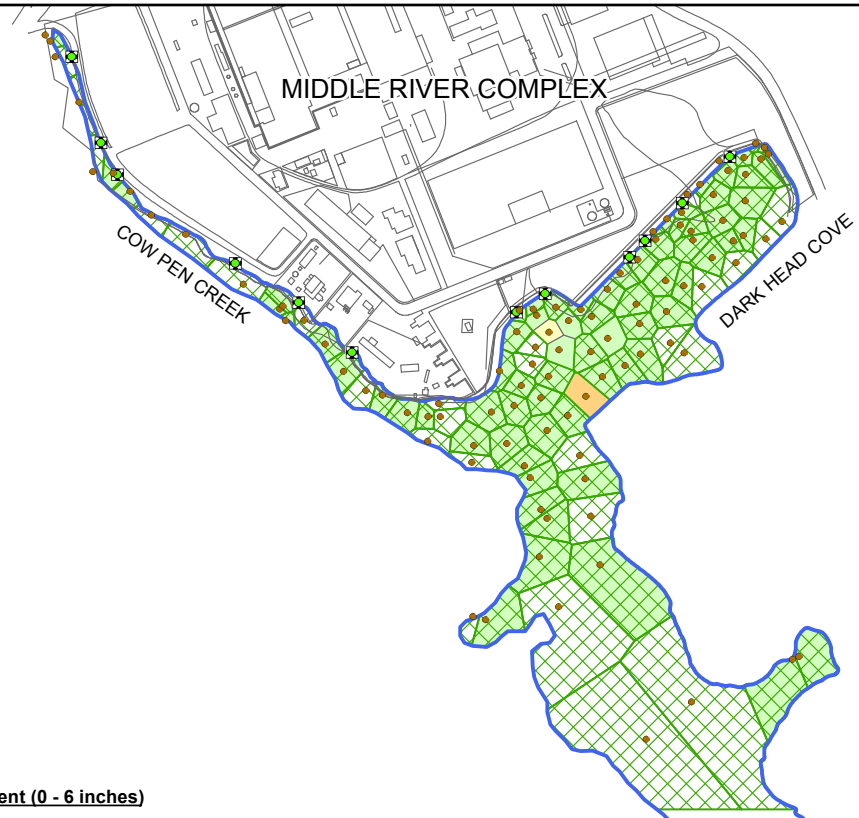 MIDDLE RIVER COMPLEX
COW PEN CREEK
DARK HEAD COVE
ent (0 - 6 inches)